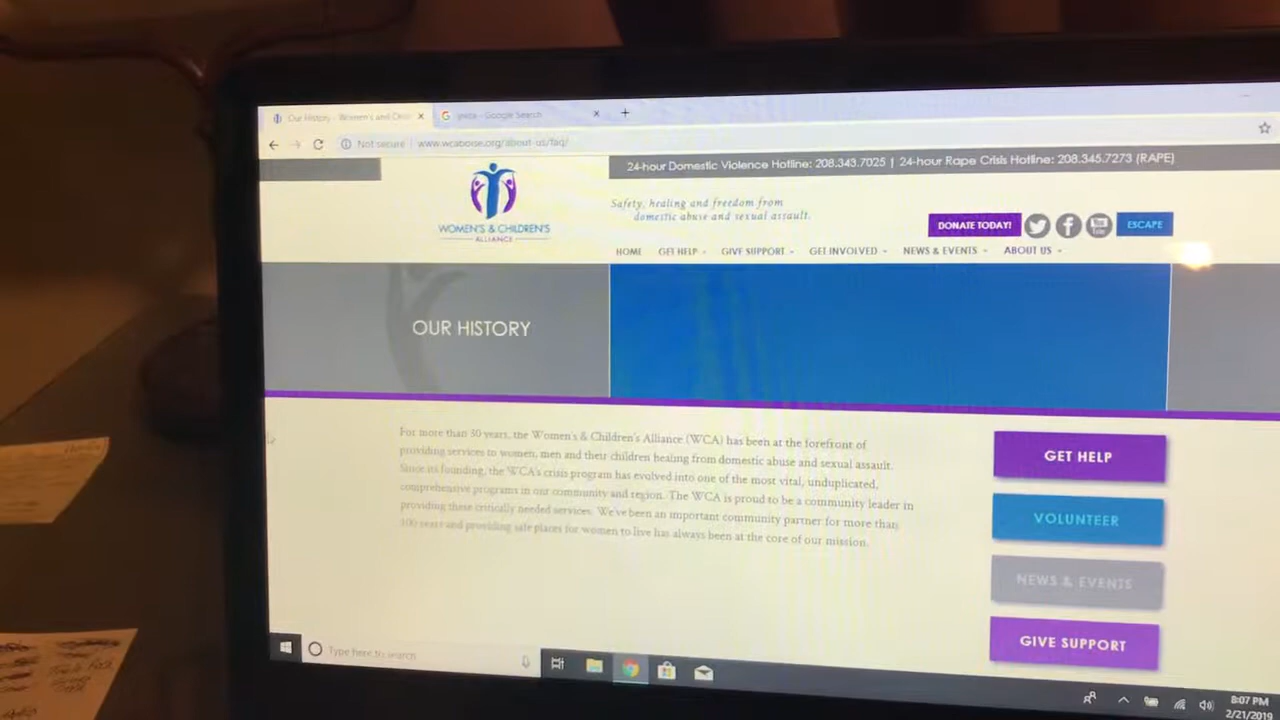 Our History - Women's and Chil
Google Search
Not secure | www.wcaboise.org/about-us/faq/
24-hour Domestic Violence Hotline: 208.343.7025 | 24-hour Rape Crisis Hotline: 208.345.7273 (RAPE)
Safety, healing and freedom from
domestic abuse and sexual assault.
WOMEN'S & CHILDREN'S
ALLIANCE
DONATE TODAY!
You Tube
ESCAPE
HOME GET HELP GIVE SUPPORT GET INVOLVED NEWS & EVENTS ABOUT US
OUR HISTORY
For more than 30 years, the Women's & Children's Alliance (WCA) has been at the forefront of
providing services to women, men and their children healing from domestic abuse and sexual assault.
Since its founding, the WCA's crisis program has evolved into one of the most vital, unduplicated,
comprehensive programs in our community and region. The WCA is proud to be a community leader in
providing these critically needed services. We've been an important community partner for more than
100 years and providing safe places for women to live has always been at the core of our mission.
GET HELP
VOLUNTEER
NEWS & EVENTS
GIVE SUPPORT
Type here to search
8:07 PM
2/21/2019